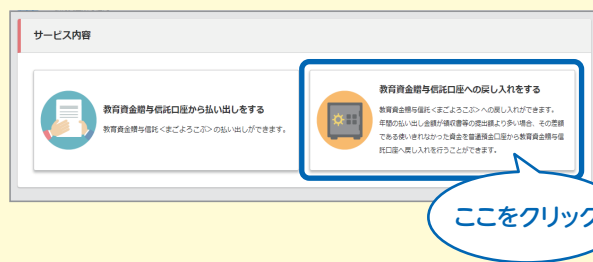 サービス内容
教育資金贈与信託口座から払い出しをする
教育資金贈与信託<まごよろこぶ>の払い出しができます。
教育資金贈与信託口座への戻し入れをする
教育資金贈与信託<まごよろこぶ>への戻し入れができます。
年間の払い出し金額が領収書等の提出額より多い場合、その差額
である使いきれなかった資金を普通預金口座から教育資金贈与信
託口座へ戻し入れを行うことができます。
ここをクリック